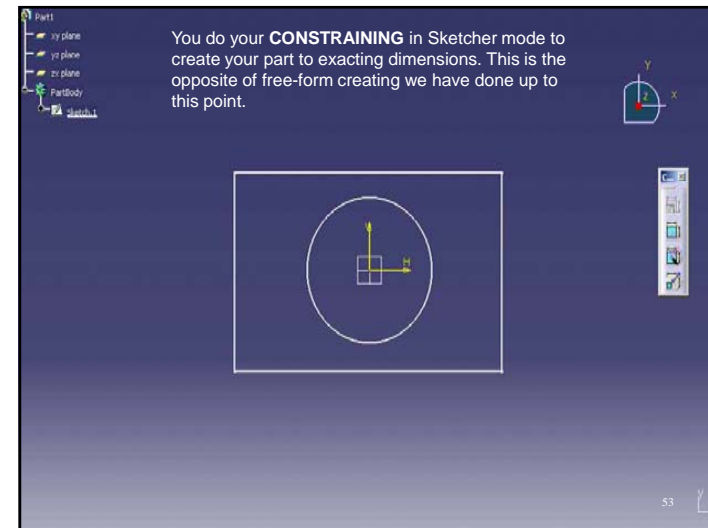 Part1
xy plane
yz plane
zx plane
PartBody
Sketch.1
You do your CONSTRAINING in Sketcher mode to
create your part to exacting dimensions. This is the
opposite of free-form creating we have done up to
this point.
y
z
x
V
H
53
y